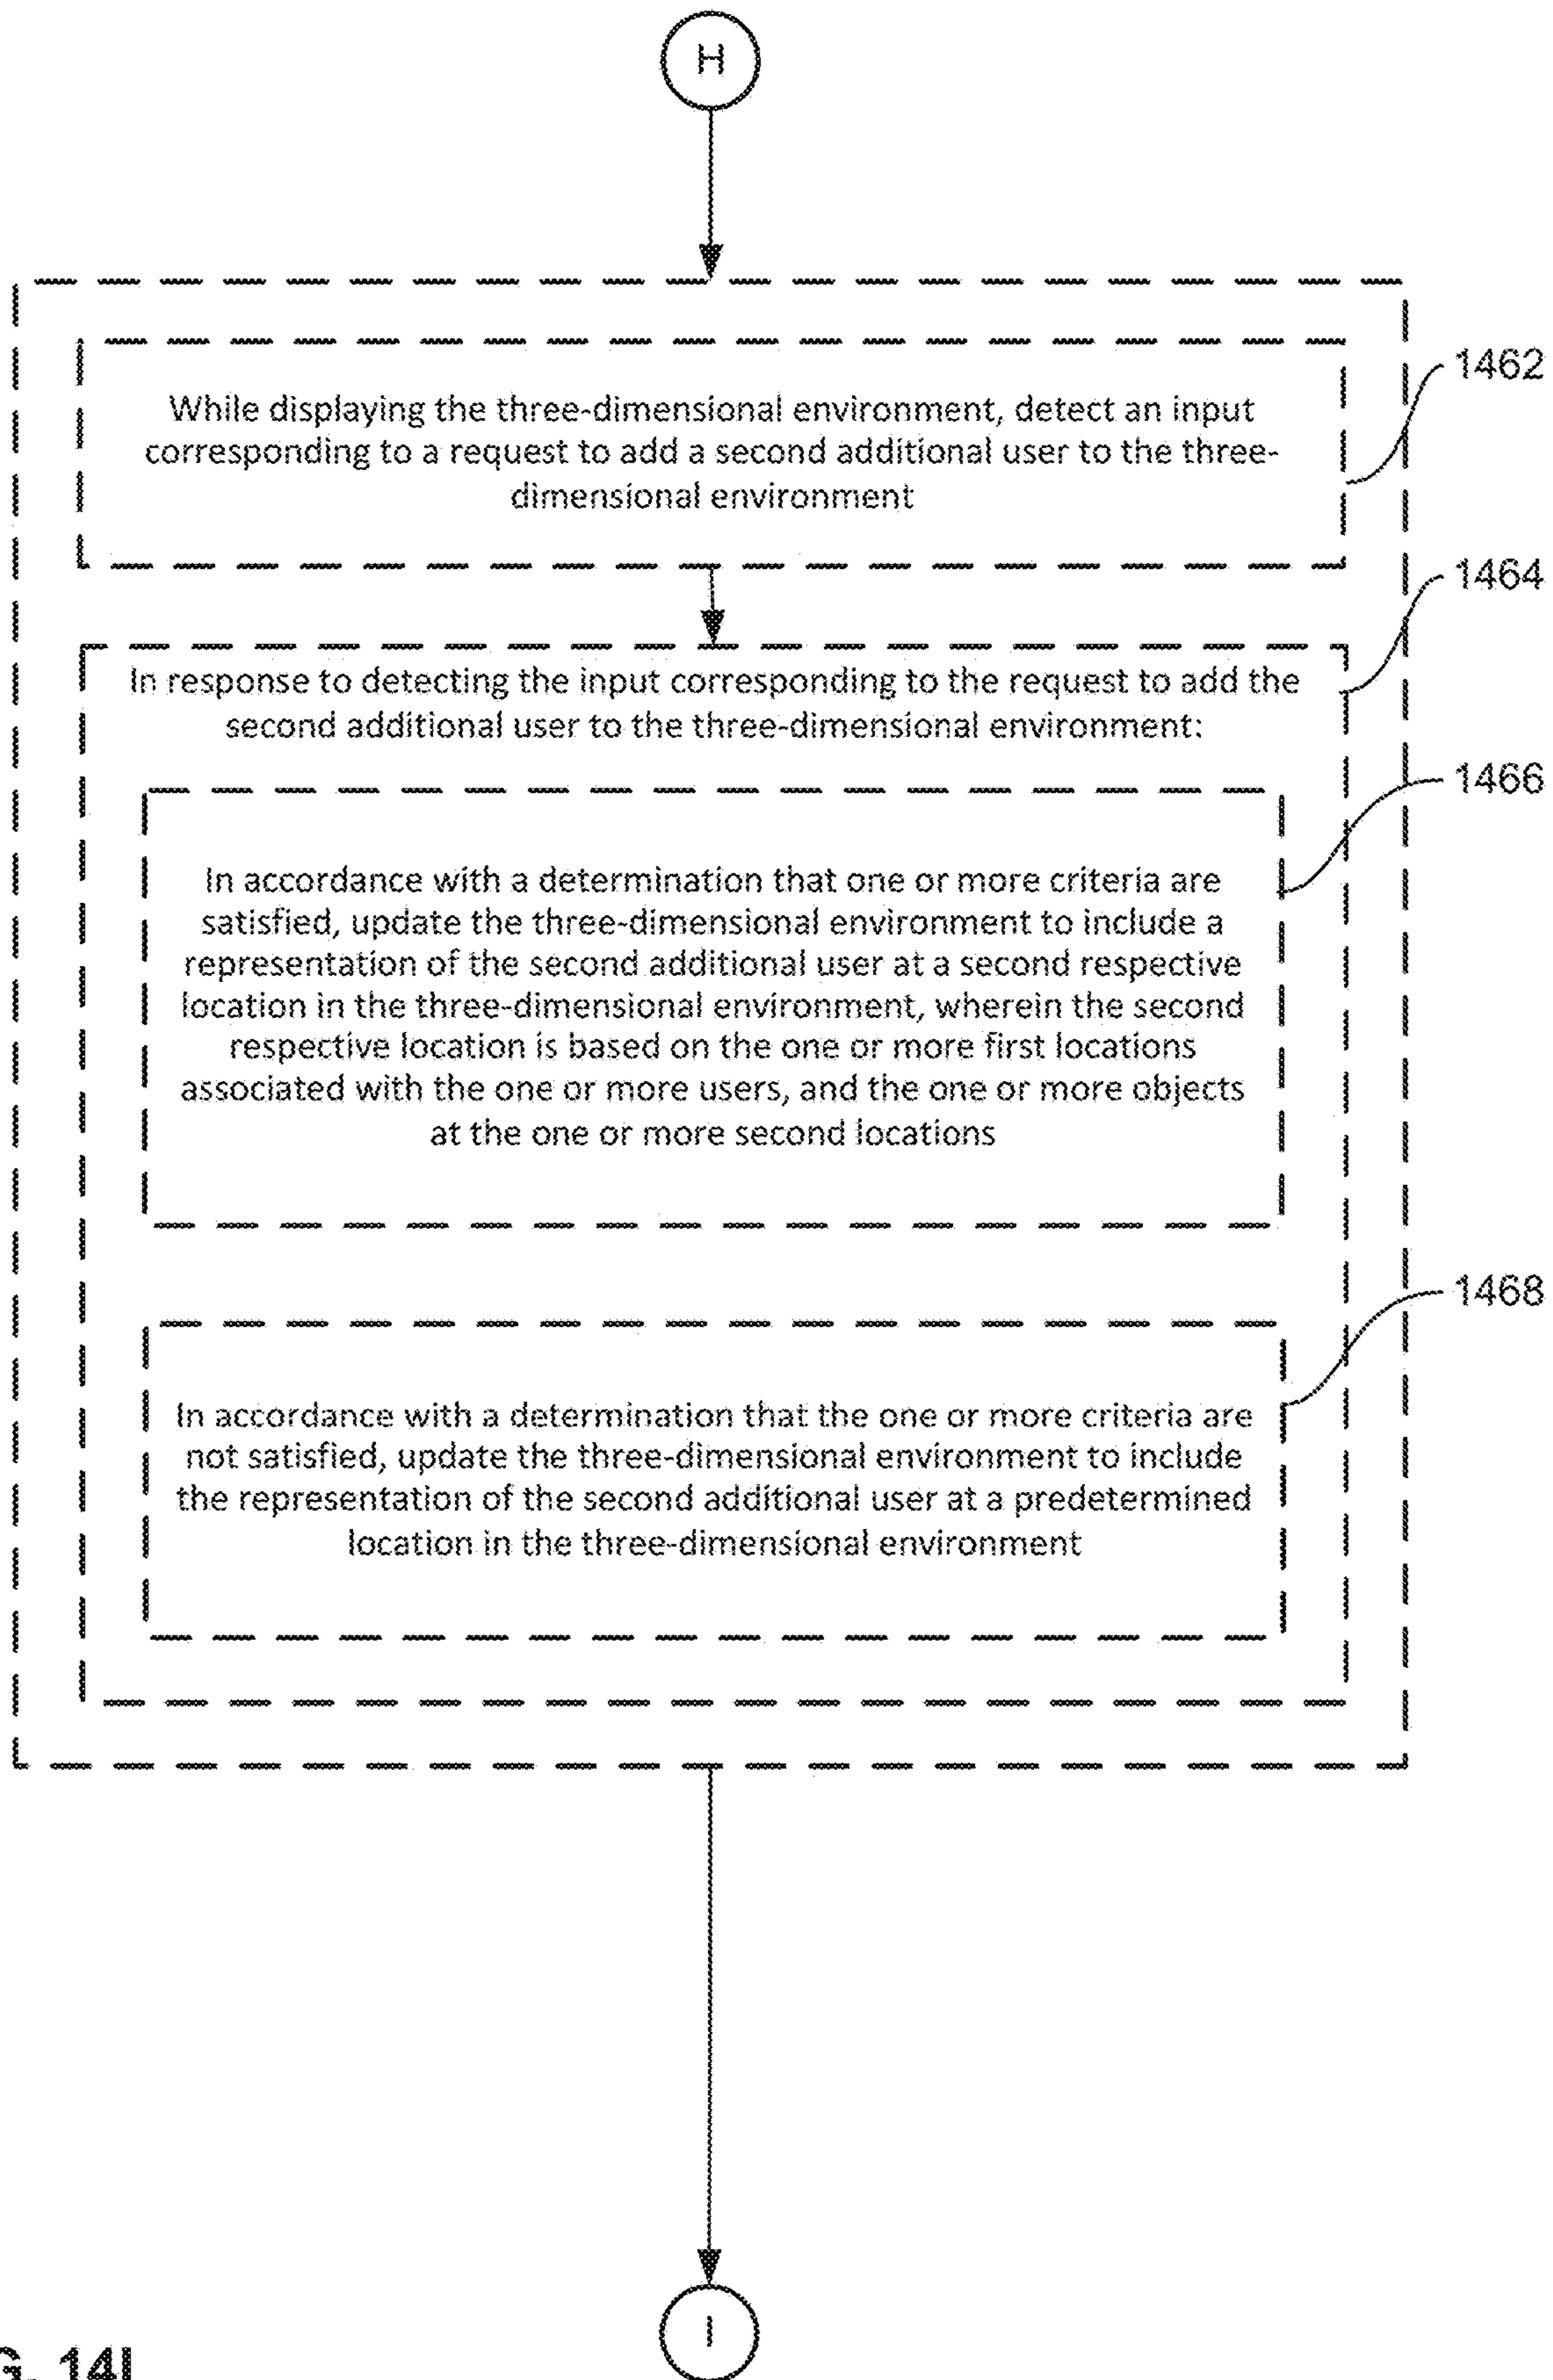 H
While displaying the three-dimensional environment, detect an input
corresponding to a request to add a second additional user to the three-
dimensional environment
1462
1464
In response to detecting the input corresponding to the request to add the
second additional user to the three-dimensional environment:
1466
In accordance with a determination that one or more criteria are
satisfied, update the three-dimensional environment to include a
representation of the second additional user at a second respective
location in the three-dimensional environment, wherein the second
respective location is based on the one or more first locations
associated with the one or more users, and the one or more objects
at the one or more second locations
1468
In accordance with a determination that the one or more criteria are
not satisfied, update the three-dimensional environment to include
the representation of the second additional user at a predetermined
location in the three-dimensional environment
I
14I